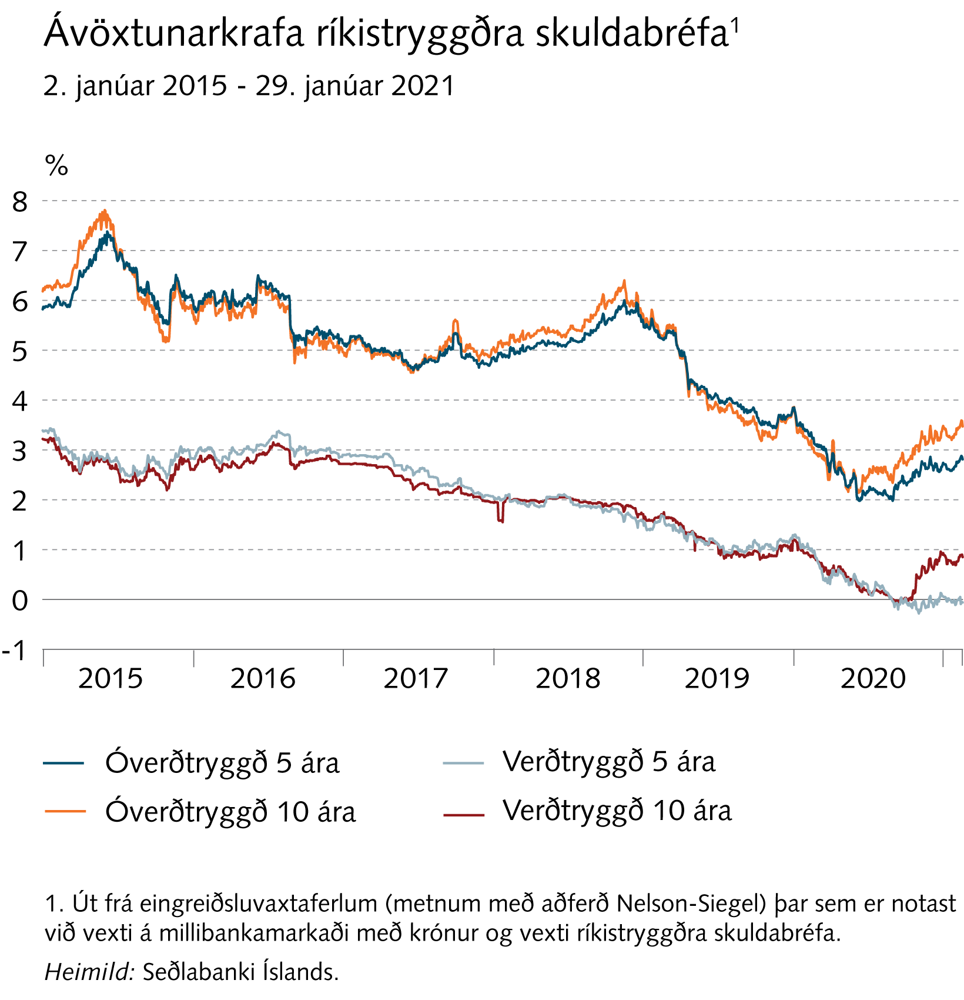 Ávöxtunarkrafa ríkistryggðra skuldabréfa¹
2. janúar 2015 - 29. janúar 2021
%
8
7
6
5
4
3
2
1
0
-1
2015 2016 2017 2018 2019 2020
Óverðtryggð 5 ára Verðtryggð 5 ára
Óverðtryggð 10 ára Verðtryggð 10 ára
1. Út frá eingreiðsluvaxtaferlum (metnum með aðferð Nelson-Siegel) þar sem er notast
við vexti á millibankamarkaði með krónur og vexti ríkistryggðra skuldabréfa.
Heimild: Seðlabanki Íslands.